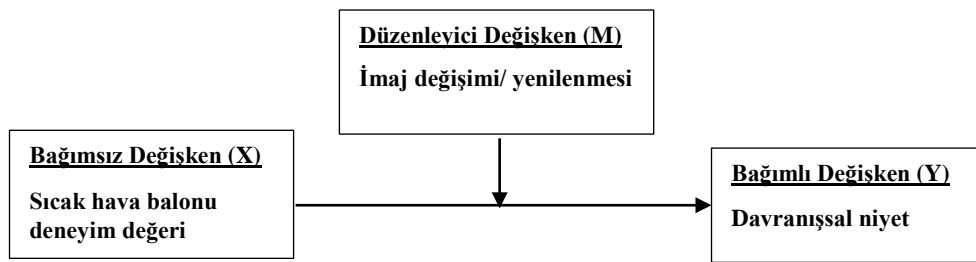 Düzenleyici Değişken (M)
İmaj değişimi/ yenilenmesi
Bağımsız Değişken (X)
Sıcak hava balonu
deneyim değeri
Bağımlı Değişken (Y)
Davranışsal niyet